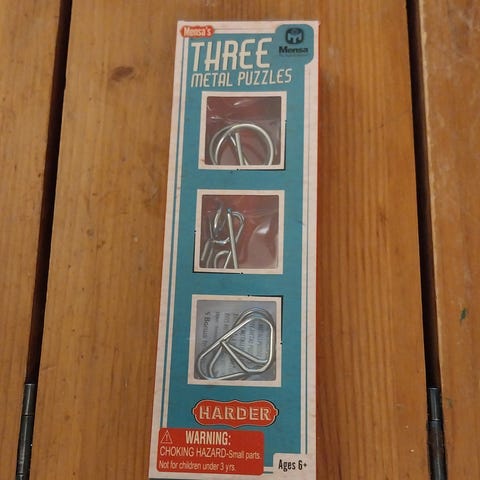 Mensa's
THREE
METAL PUZZLES
Mensa
HARDER
WARNING:
CHOKING HAZARD-Small parts.
Not for children under 3 yrs.
Ages 6+